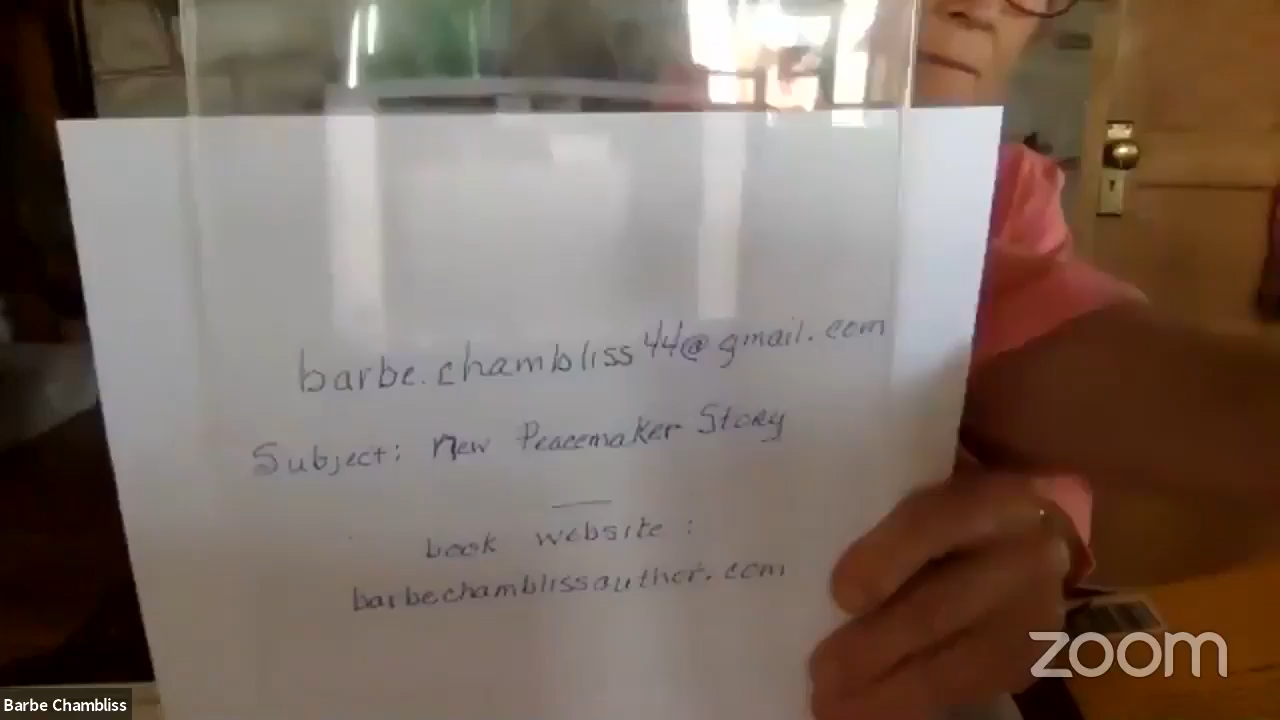 barbe.chambliss44@gmail.com
Subject: New Peacemaker Story
book website:
barbechamblissauthor.com
zoom
Barbe Chambliss